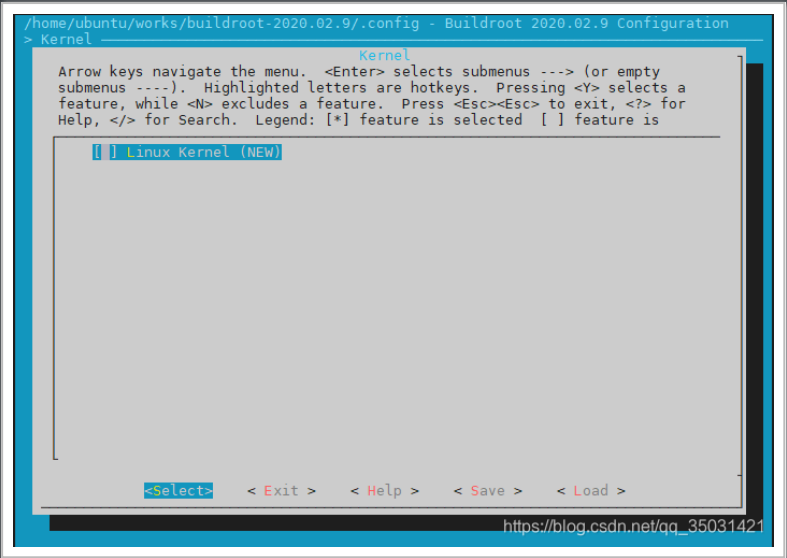 /home/ubuntu/works/buildroot-2020.02.9/.config - Buildroot 2020.02.9 Configuration
> Kernel
Kernel
Arrow keys navigate the menu.  <Enter> selects submenus ---> (or empty
submenus ----).  Highlighted letters are hotkeys.  Pressing <Y> selects a
feature, while <N> excludes a feature.  Press <Esc><Esc> to exit, <?> for
Help, </> for Search.  Legend: [*] feature is selected  [ ] feature is
[ ] Linux Kernel (NEW)
<Select>    < Exit >    < Help >    < Save >    < Load >
https://blog.csdn.net/qq_35031421